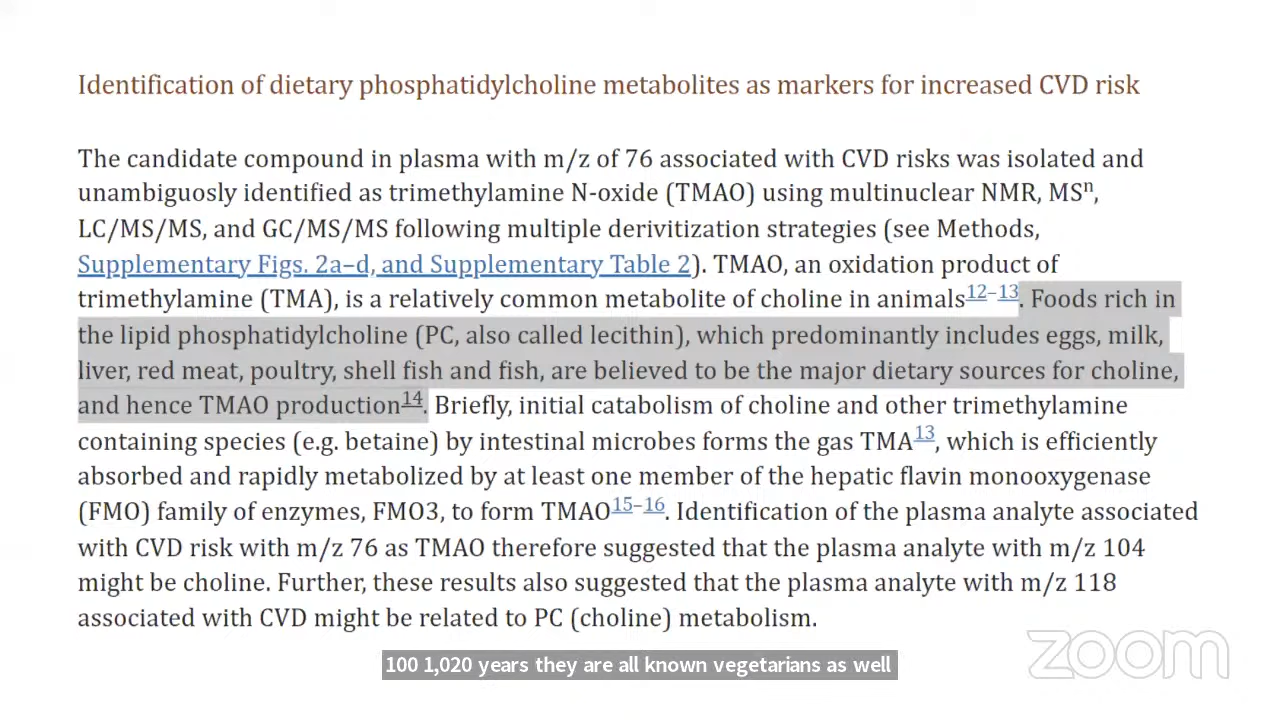 Identification of dietary phosphatidylcholine metabolites as markers for increased CVD risk
The candidate compound in plasma with m/z of 76 associated with CVD risks was isolated and
unambiguosly identified as trimethylamine N-oxide (TMAO) using multinuclear NMR, MSⁿ,
LC/MS/MS, and GC/MS/MS following multiple derivitization strategies (see Methods,
Supplementary Figs. 2a–d, and Supplementary Table 2). TMAO, an oxidation product of
trimethylamine (TMA), is a relatively common metabolite of choline in animals¹²–¹³. Foods rich in
the lipid phosphatidylcholine (PC, also called lecithin), which predominantly includes eggs, milk,
liver, red meat, poultry, shell fish and fish, are believed to be the major dietary sources for choline,
and hence TMAO production¹⁴. Briefly, initial catabolism of choline and other trimethylamine
containing species (e.g. betaine) by intestinal microbes forms the gas TMA¹³, which is efficiently
absorbed and rapidly metabolized by at least one member of the hepatic flavin monooxygenase
(FMO) family of enzymes, FMO3, to form TMAO¹⁵–¹⁶. Identification of the plasma analyte associated
with CVD risk with m/z 76 as TMAO therefore suggested that the plasma analyte with m/z 104
might be choline. Further, these results also suggested that the plasma analyte with m/z 118
associated with CVD might be related to PC (choline) metabolism.
100 1,020 years they are all known vegetarians as well
zoom